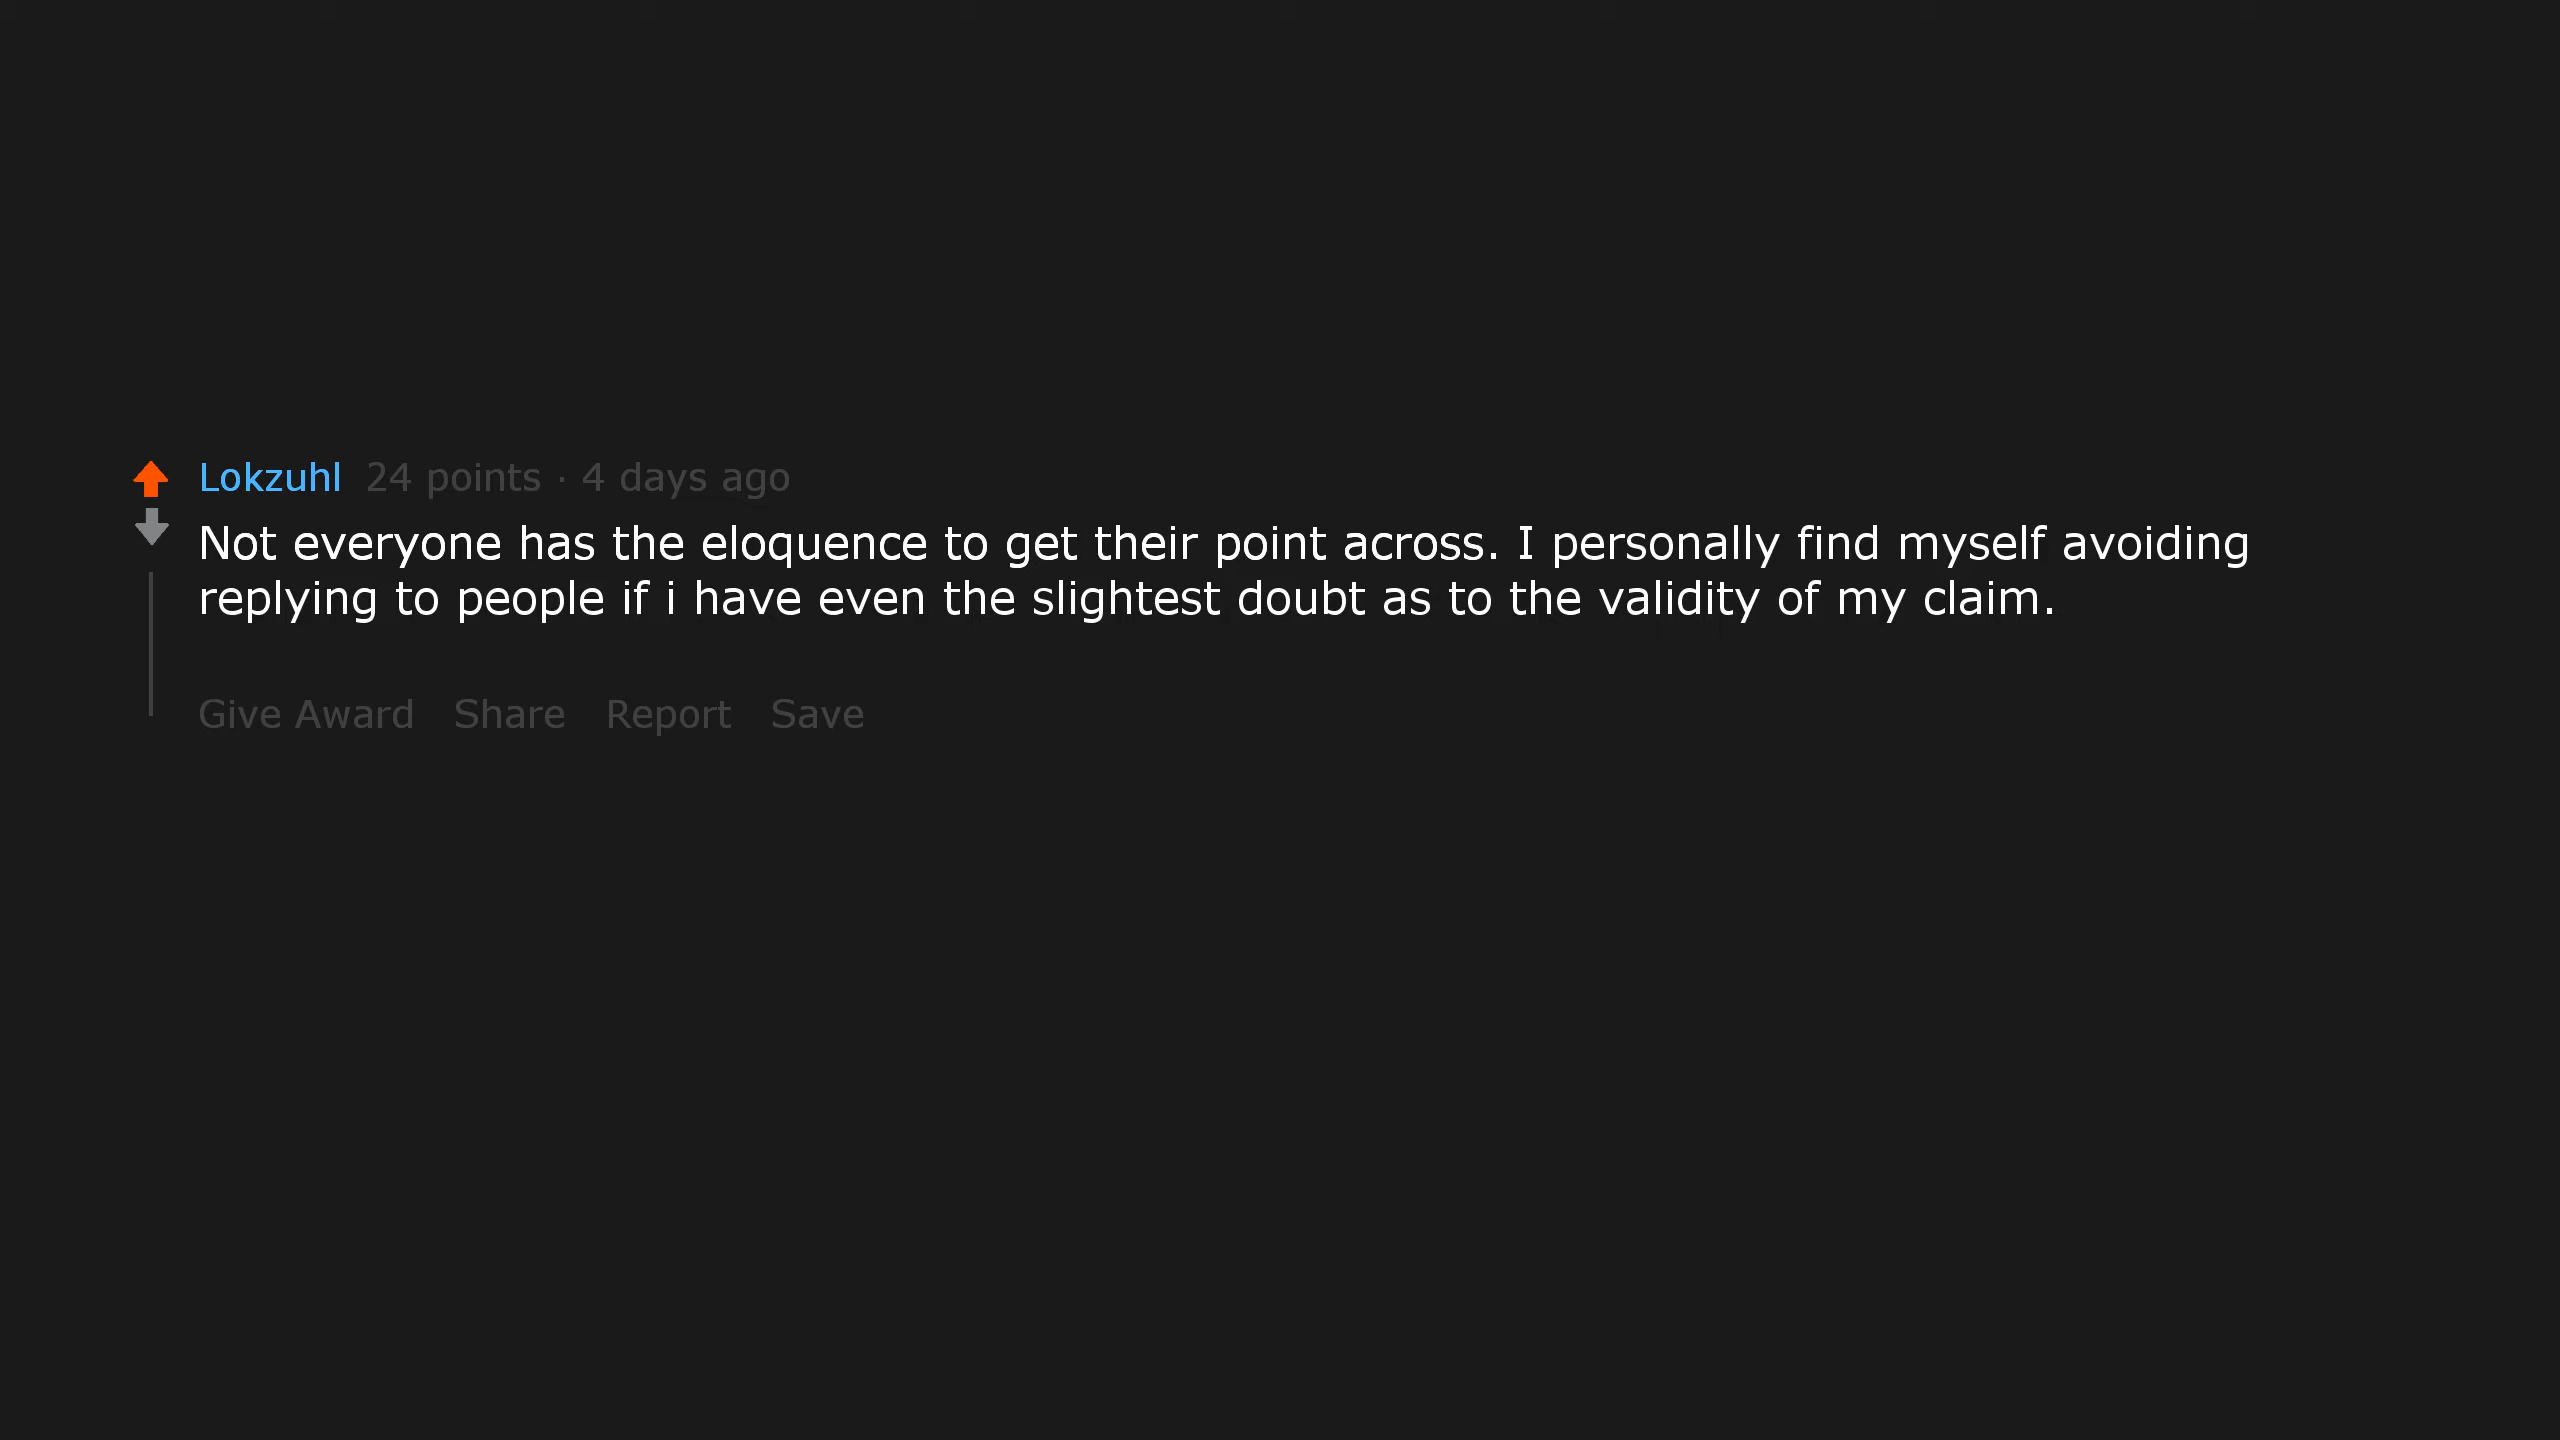 Lokzuhl 24 points · 4 days ago
Not everyone has the eloquence to get their point across. I personally find myself avoiding
replying to people if i have even the slightest doubt as to the validity of my claim.
Give Award Share Report Save